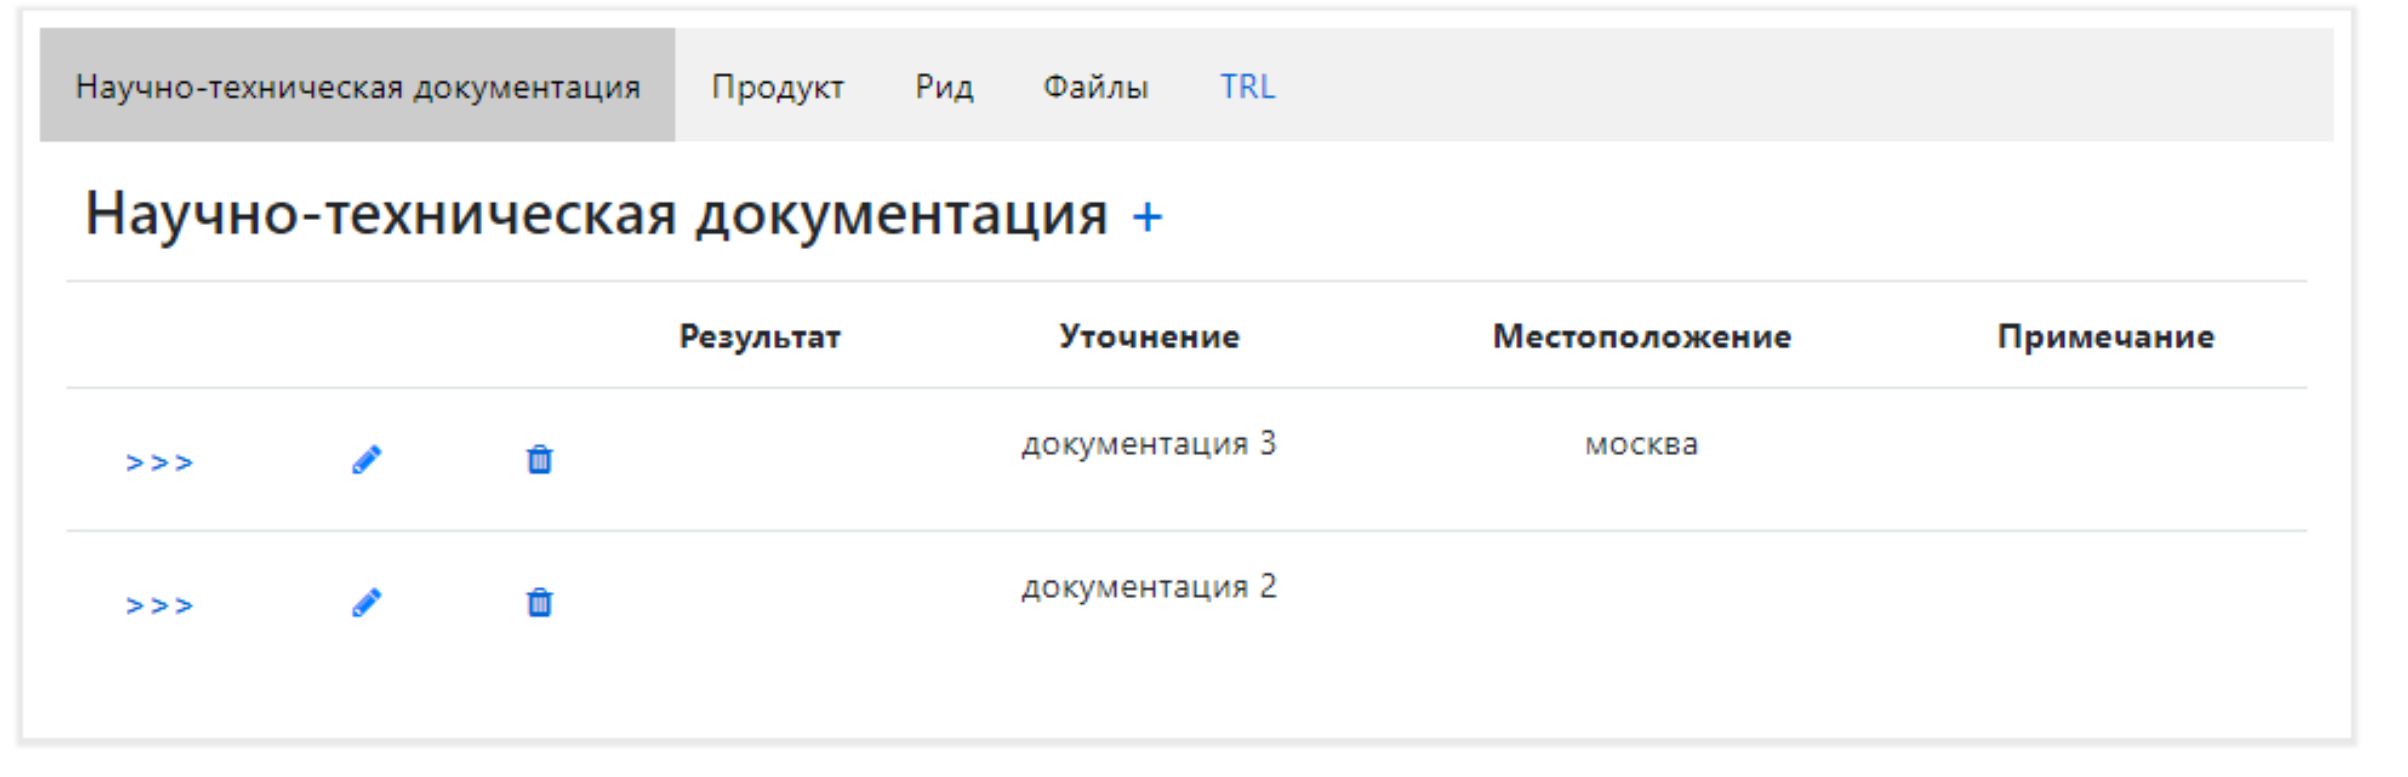 Научно-техническая документация Продукт Рид Файлы TRL
Научно-техническая документация +
Результат Уточнение Местоположение Примечание
>>> документация 3 москва
>>> документация 2